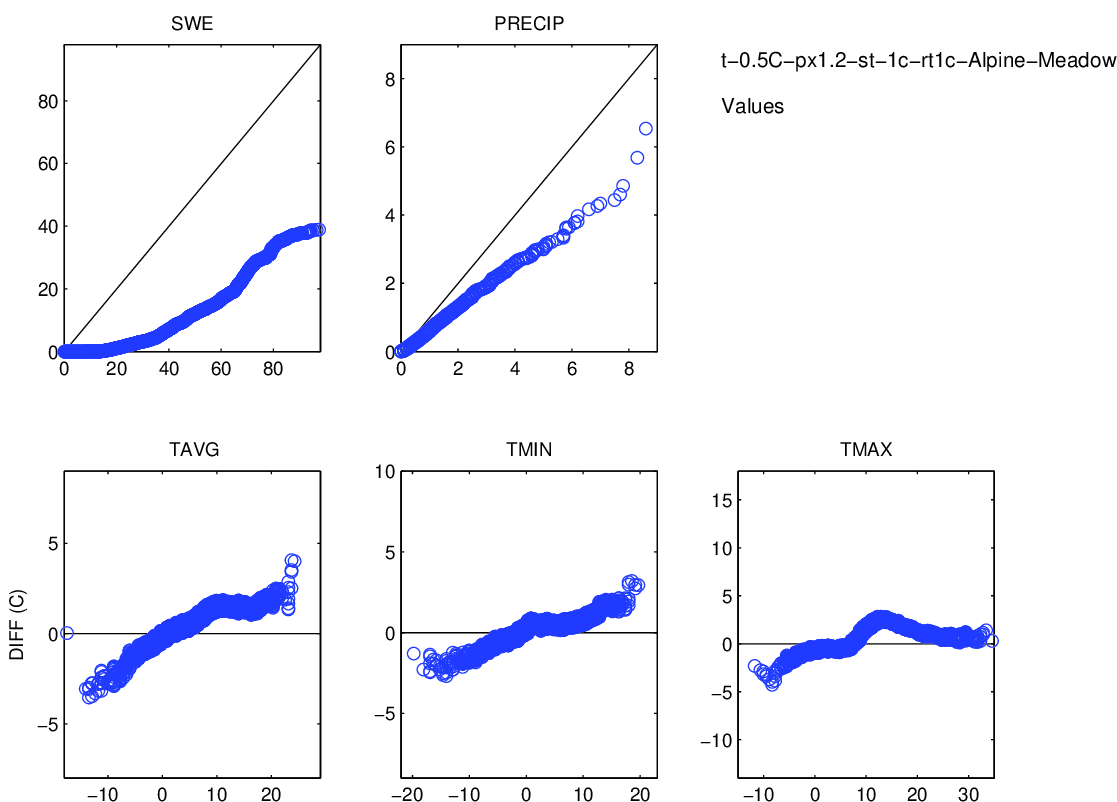 SWE
PRECIP
t−0.5C−px1.2−st−1c−rt1c−Alpine−Meadow
Values
80
60
40
20
0
0 20 40 60 80
8
6
4
2
0
0 2 4 6 8
TAVG
TMIN
TMAX
DIFF (C)
5
0
−5
−10 0 10 20
10
5
0
−5
−20 −10 0 10 20
15
10
5
0
−5
−10
−10 0 10 20 30